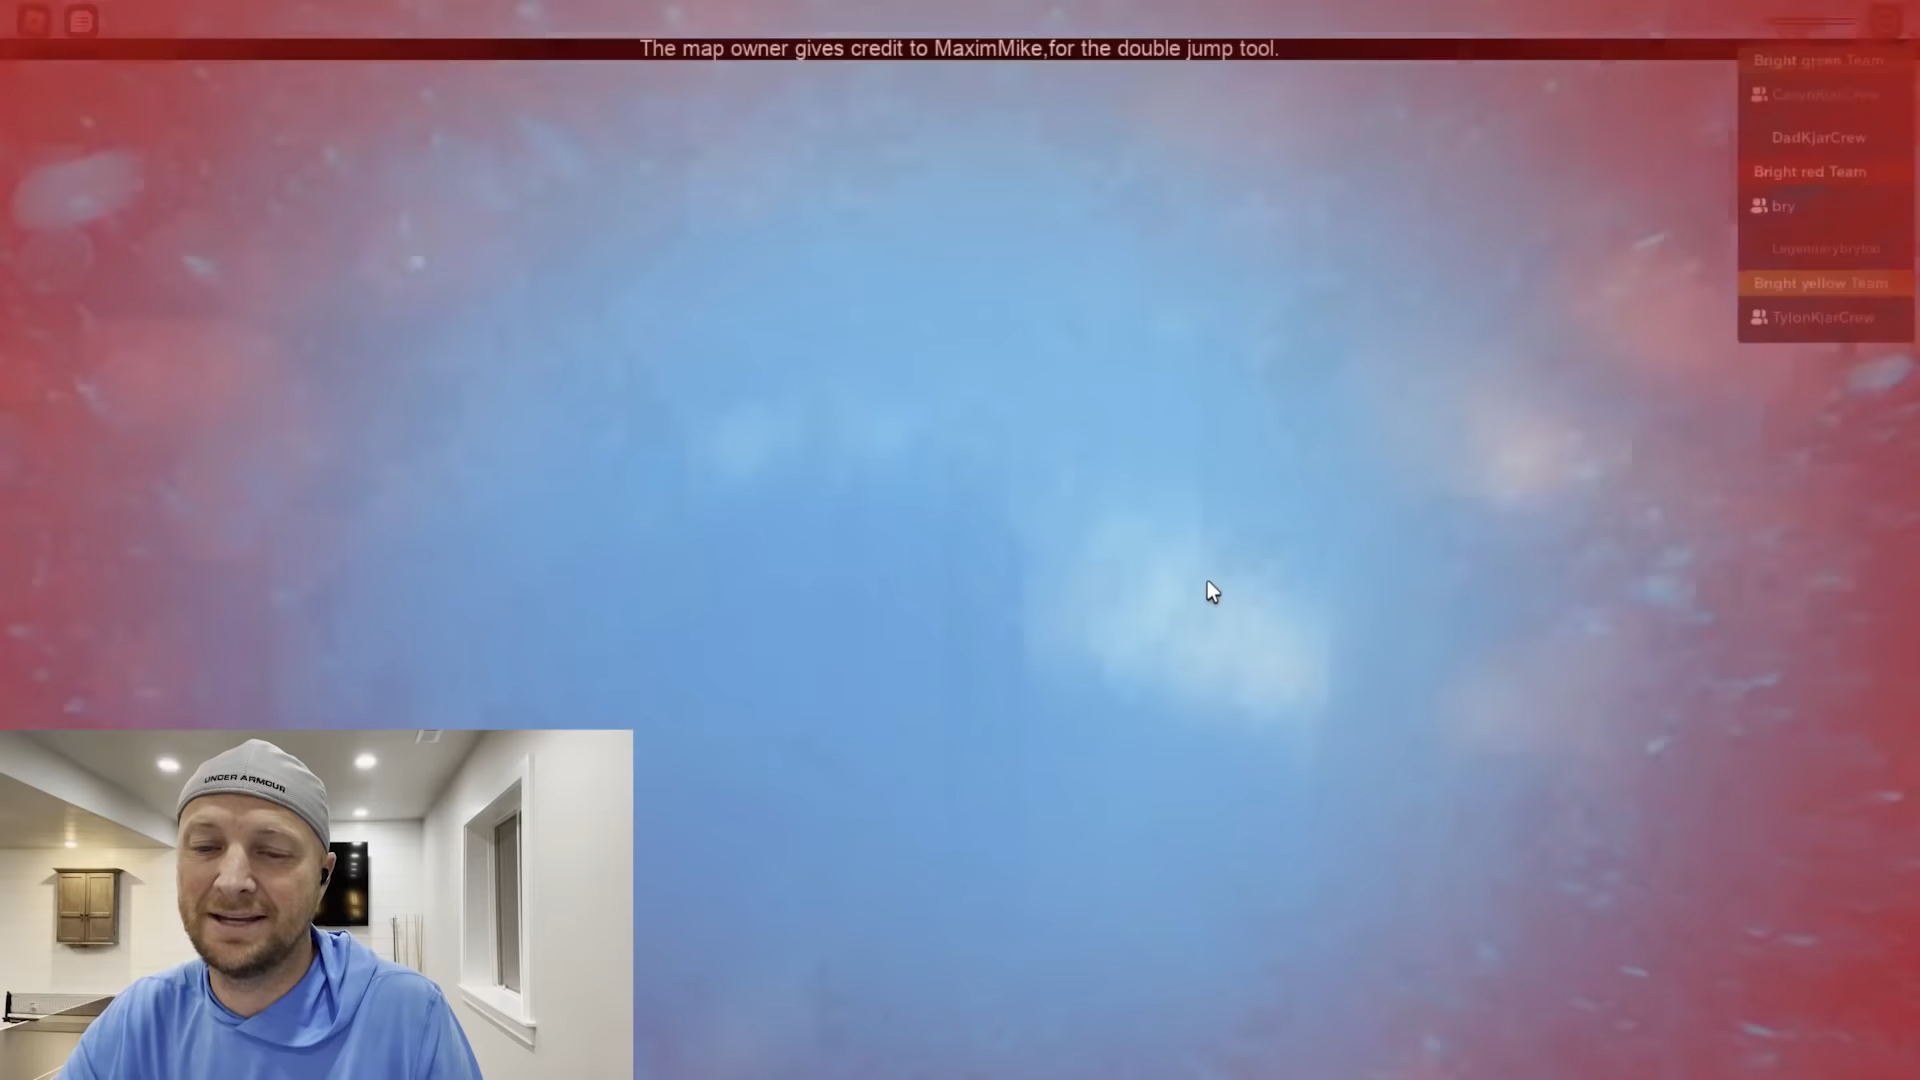 The map owner gives credit to MaximMike,for the double jump tool.
Bright green Team
DadKjarCrew
Bright red Team
bry
Legendarybryton
Bright yellow Team
TylonKjarCrew
UNDER ARMOUR